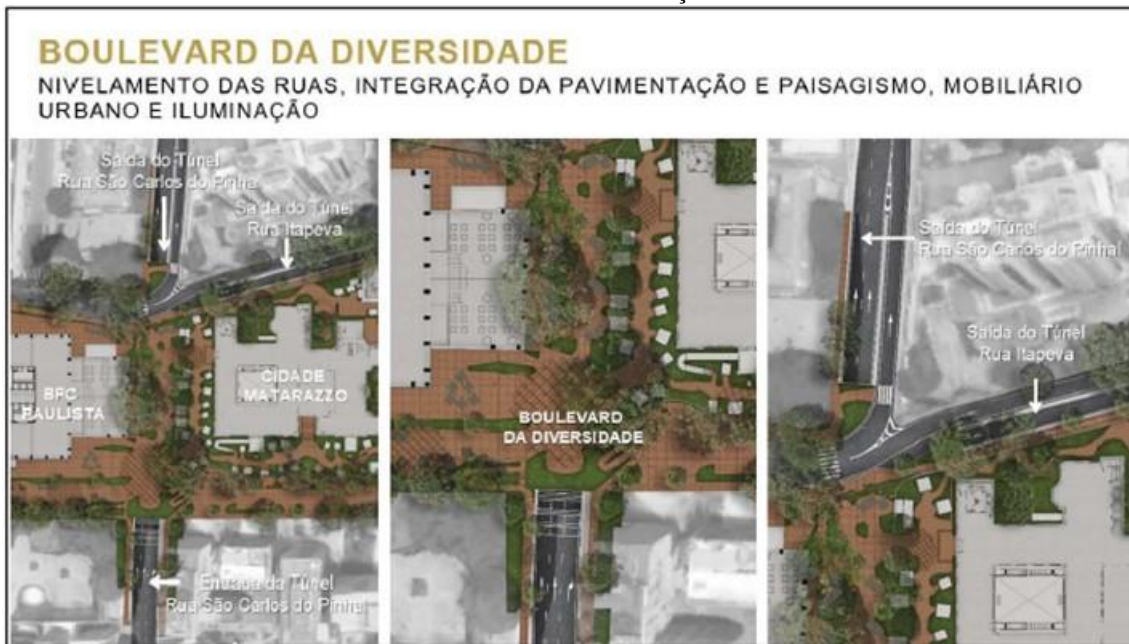 BOULEVARD DA DIVERSIDADE
NIVELAMENTO DAS RUAS, INTEGRAÇÃO DA PAVIMENTAÇÃO E PAISAGISMO, MOBILIÁRIO
URBANO E ILUMINAÇÃO
Saída do Túnel
Rua São Carlos do Pinha
Saída do Túnel
Rua Itapeva
BFC
PAULISTA
CIDADE
MATARAZZO
Entrada da Túnel
Rua São Carlos do Pinhal
BOULEVARD
DA DIVERSIDADE
Saída do Túnel
Rua São Carlos do Pinhal
Saída do Túnel
Rua Itapeva